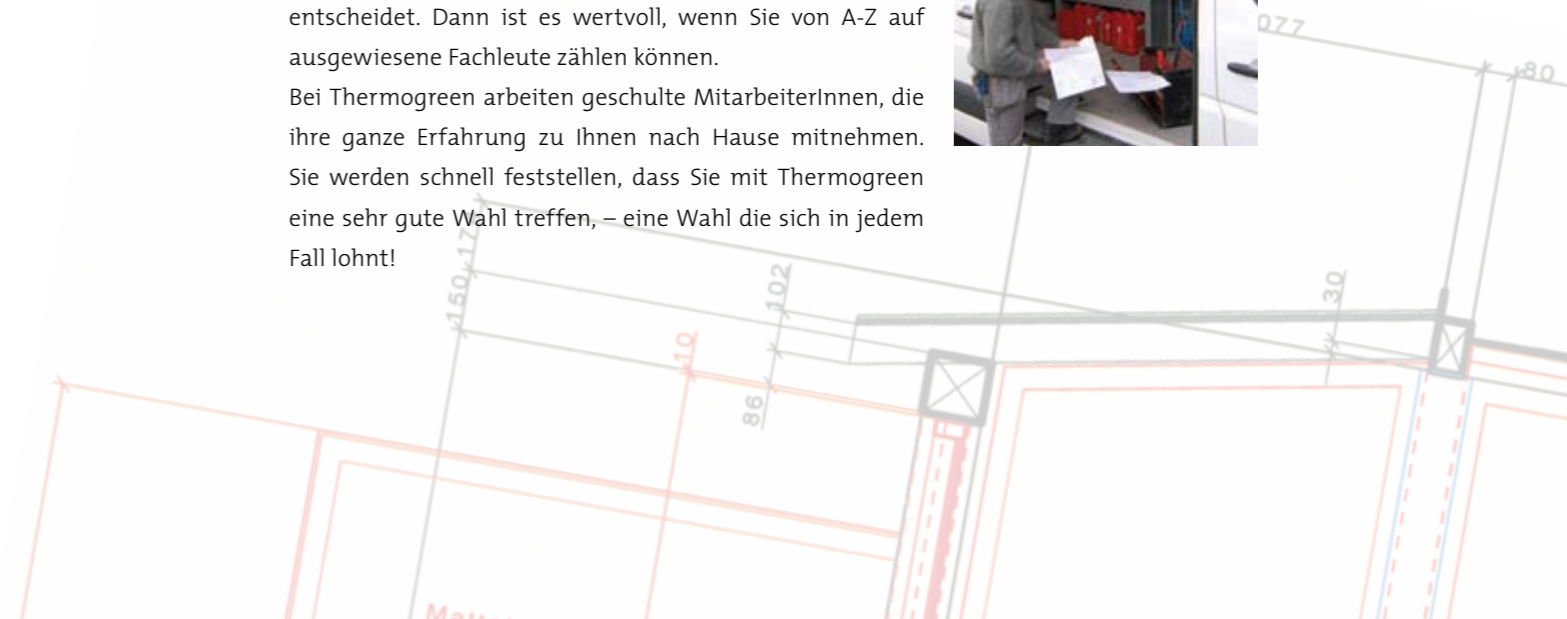 entscheidet. Dann ist es wertvoll, wenn Sie von A-Z auf
ausgewiesene Fachleute zählen können.
Bei Thermogreen arbeiten geschulte MitarbeiterInnen, die
ihre ganze Erfahrung zu Ihnen nach Hause mitnehmen.
Sie werden schnell feststellen, dass Sie mit Thermogreen
eine sehr gute Wahl treffen, – eine Wahl die sich in jedem
Fall lohnt!
077
80
17
150
102
30
10
86